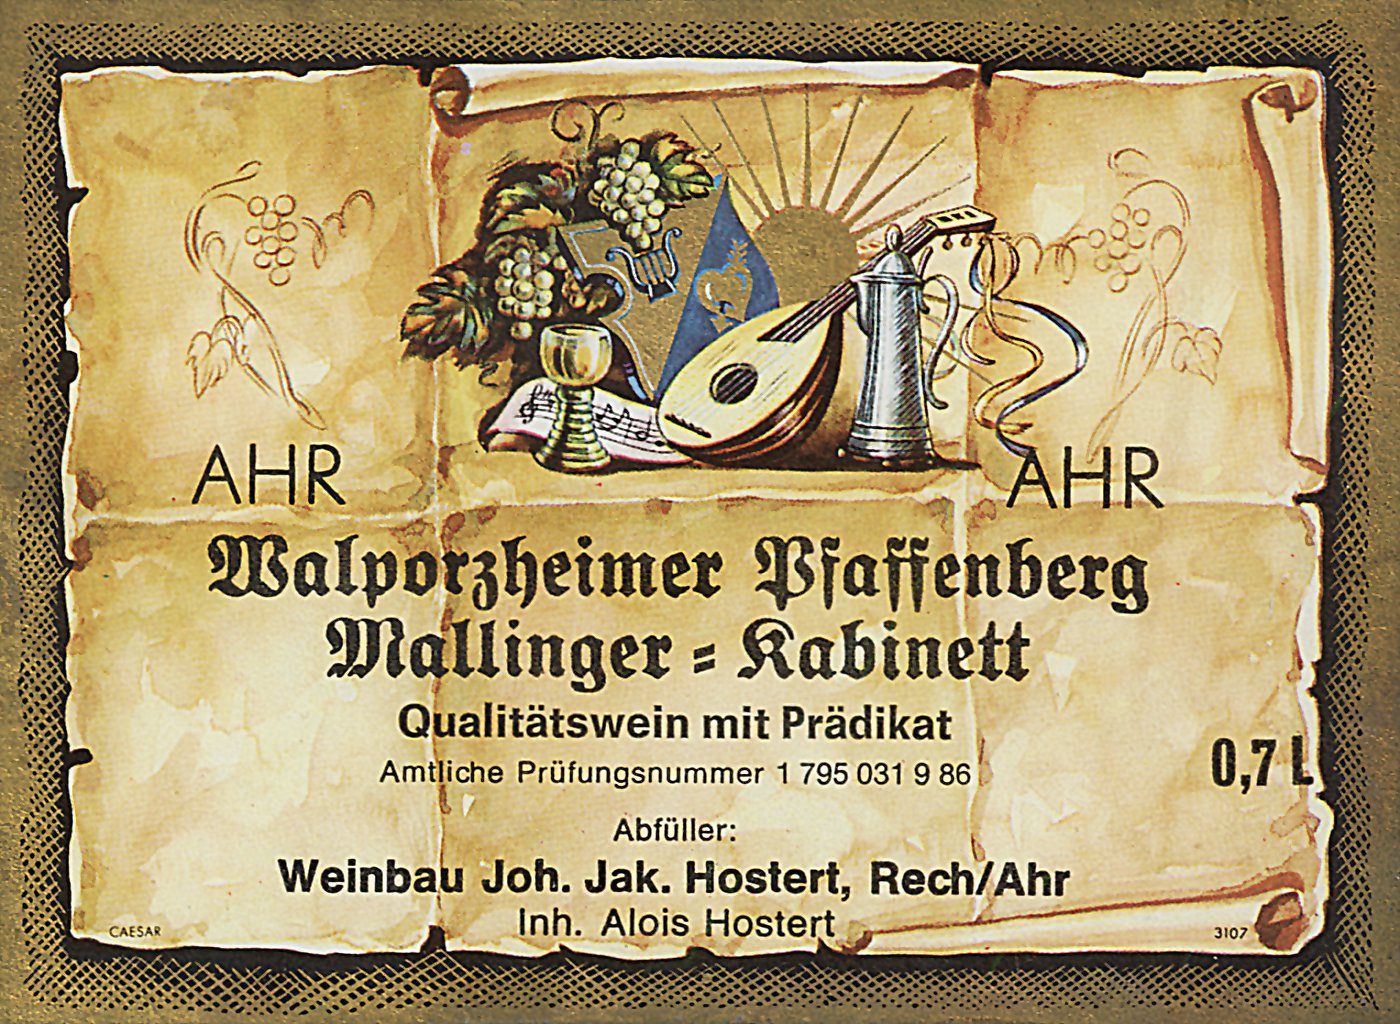 AHR AHR
Walporzheimer Pfaffenberg
Mallinger = Kabinett
Qualitätswein mit Prädikat
Amtliche Prüfungsnummer 1 795 031 9 86
0,7 L
Abfüller:
Weinbau Joh. Jak. Hostert, Rech/Ahr
Inh. Alois Hostert
CAESAR
3107